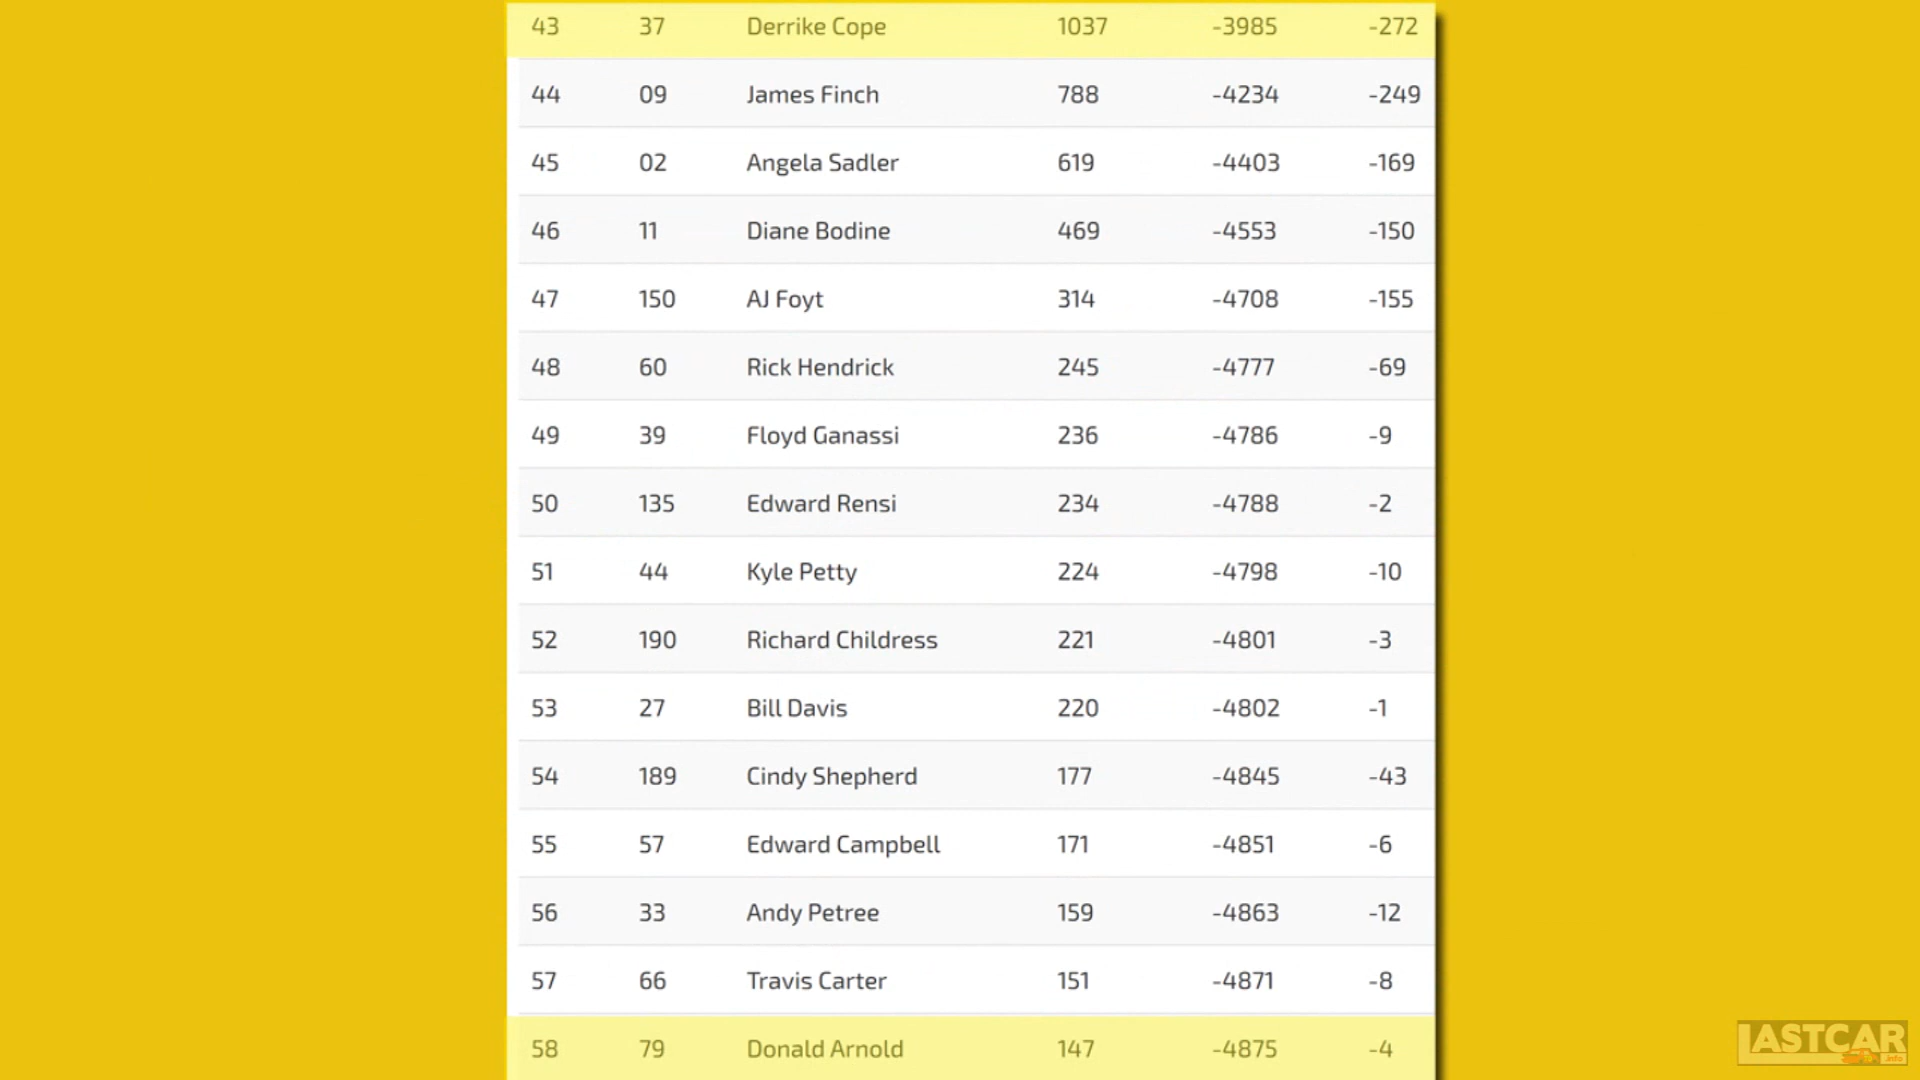 43 37 Derrike Cope 1037 -3985 -272
44 09 James Finch 788 -4234 -249
45 02 Angela Sadler 619 -4403 -169
46 11 Diane Bodine 469 -4553 -150
47 150 AJ Foyt 314 -4708 -155
48 60 Rick Hendrick 245 -4777 -69
49 39 Floyd Ganassi 236 -4786 -9
50 135 Edward Rensi 234 -4788 -2
51 44 Kyle Petty 224 -4798 -10
52 190 Richard Childress 221 -4801 -3
53 27 Bill Davis 220 -4802 -1
54 189 Cindy Shepherd 177 -4845 -43
55 57 Edward Campbell 171 -4851 -6
56 33 Andy Petree 159 -4863 -12
57 66 Travis Carter 151 -4871 -8
58 79 Donald Arnold 147 -4875 -4
LASTCAR
.info